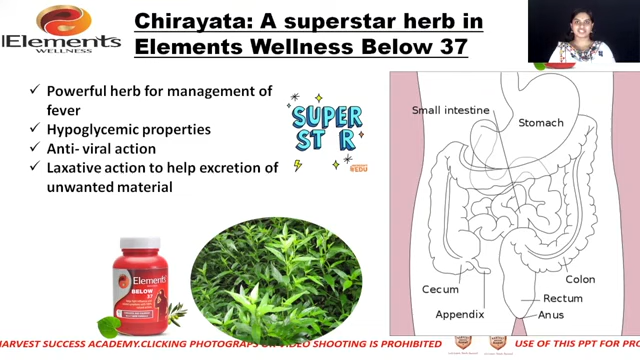 Elements
WELLNESS
Chirayata: A superstar herb in
Elements Wellness Below 37
✓ Powerful herb for management of
fever
✓ Hypoglycemic properties
✓ Anti- viral action
✓ Laxative action to help excretion of
unwanted material
SUPER
ST R
EDU
Elements
BELOW
37
Small intestine
Stomach
Colon
Cecum
Rectum
Appendix
Anus
HARVEST SUCCESS ACADEMY.CLICKING PHOTOGRAPHS OR VIDEO SHOOTING IS PROHIBITED
USE OF THIS PPT FOR PRO